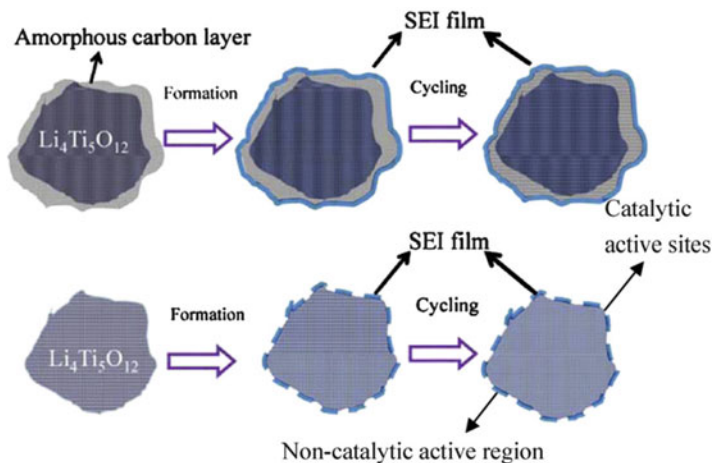 SEI film
Amorphous carbon layer
Formation
Cycling
Li₄Ti₅O₁₂
Catalytic
active sites
SEI film
Formation
Cycling
Li₄Ti₅O₁₂
Non-catalytic active region